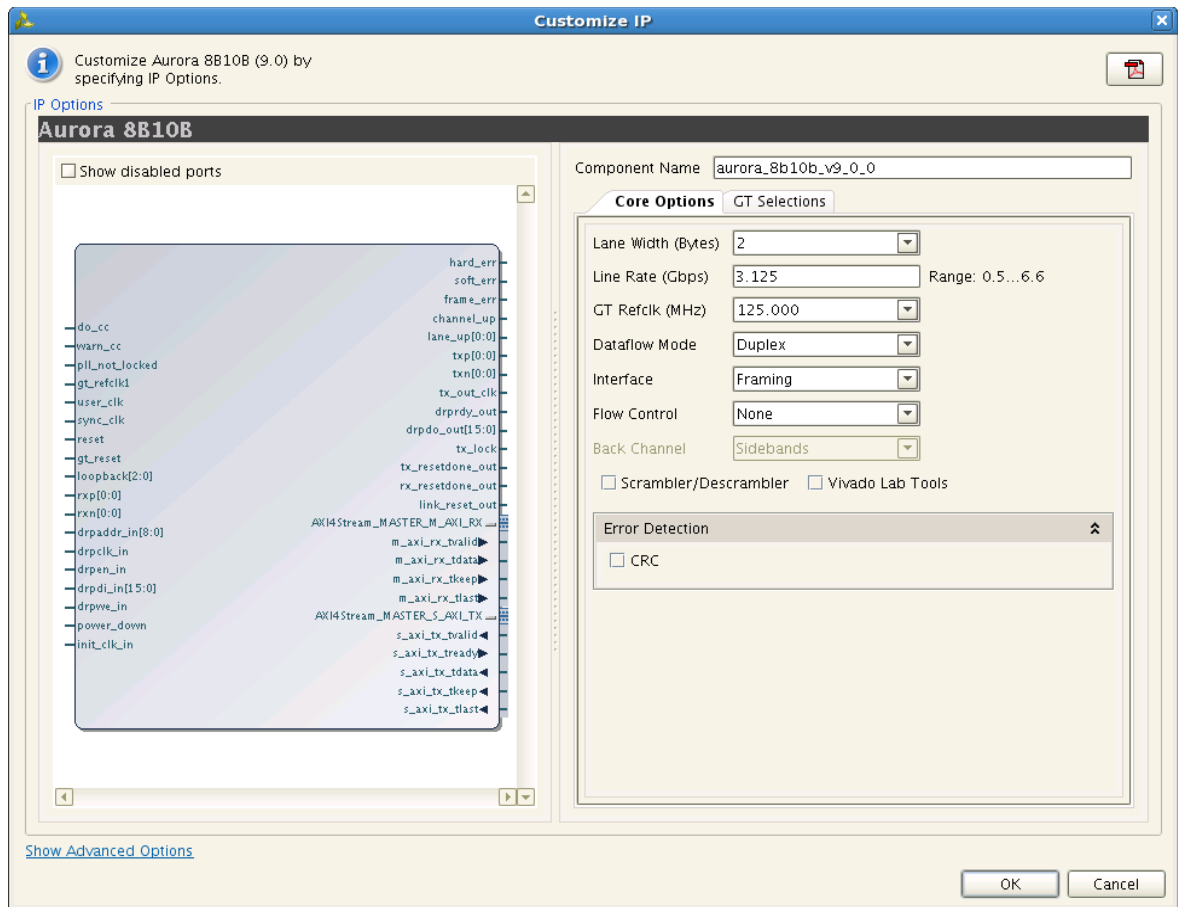 Customize IP
Customize Aurora 8B10B (9.0) by
specifying IP Options.
IP Options
Aurora 8B10B
Show disabled ports
do_cc
warn_cc
pll_not_locked
gt_refclk1
user_clk
sync_clk
reset
gt_reset
loopback[2:0]
rxp[0:0]
rxn[0:0]
drpaddr_in[8:0]
drpclk_in
drpen_in
drpdi_in[15:0]
drpwe_in
power_down
init_clk_in
hard_err
soft_err
frame_err
channel_up
lane_up[0:0]
txp[0:0]
txn[0:0]
tx_out_clk
drprdy_out
drpdo_out[15:0]
tx_lock
tx_resetdone_out
rx_resetdone_out
link_reset_out
AXI4Stream_MASTER_M_AXI_RX
m_axi_rx_tvalid
m_axi_rx_tdata
m_axi_rx_tkeep
m_axi_rx_tlast
AXI4Stream_MASTER_S_AXI_TX
s_axi_tx_tvalid
s_axi_tx_tready
s_axi_tx_tdata
s_axi_tx_tkeep
s_axi_tx_tlast
Component Name aurora_8b10b_v9_0_0
Core Options GT Selections
Lane Width (Bytes) 2
Line Rate (Gbps) 3.125 Range: 0.5...6.6
GT Refclk (MHz) 125.000
Dataflow Mode Duplex
Interface Framing
Flow Control None
Back Channel Sidebands
Scrambler/Descrambler Vivado Lab Tools
Error Detection
CRC
Show Advanced Options
OK Cancel